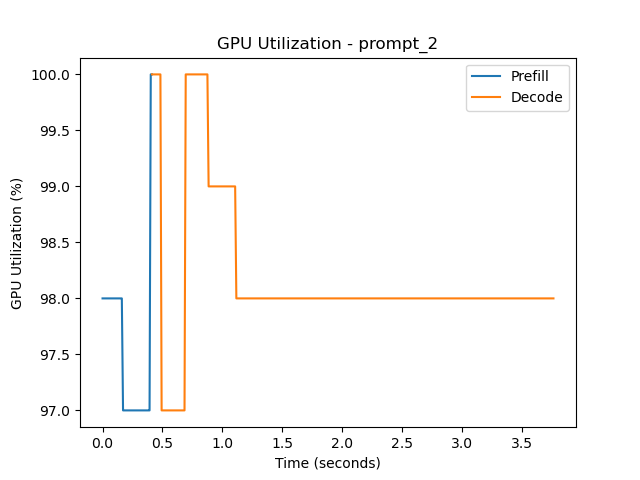 GPU Utilization - prompt_2
Prefill
Decode
GPU Utilization (%)
100.0
99.5
99.0
98.5
98.0
97.5
97.0
0.0 0.5 1.0 1.5 2.0 2.5 3.0 3.5
Time (seconds)